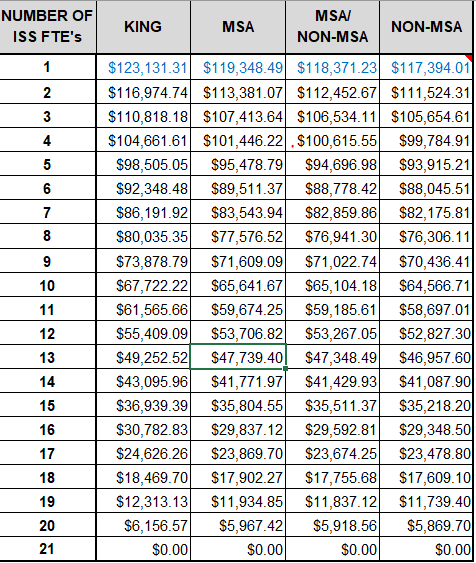 NUMBER OF ISS FTE's KING MSA MSA/ NON-MSA NON-MSA
1 $123,131.31 $119,348.49 $118,371.23 $117,394.01
2 $116,974.74 $113,381.07 $112,452.67 $111,524.31
3 $110,818.18 $107,413.64 $106,534.11 $105,654.61
4 $104,661.61 $101,446.22 $100,615.55 $99,784.91
5 $98,505.05 $95,478.79 $94,696.98 $93,915.21
6 $92,348.48 $89,511.37 $88,778.42 $88,045.51
7 $86,191.92 $83,543.94 $82,859.86 $82,175.81
8 $80,035.35 $77,576.52 $76,941.30 $76,306.11
9 $73,878.79 $71,609.09 $71,022.74 $70,436.41
10 $67,722.22 $65,641.67 $65,104.18 $64,566.71
11 $61,565.66 $59,674.25 $59,185.61 $58,697.01
12 $55,409.09 $53,706.82 $53,267.05 $52,827.30
13 $49,252.52 $47,739.40 $47,348.49 $46,957.60
14 $43,095.96 $41,771.97 $41,429.93 $41,087.90
15 $36,939.39 $35,804.55 $35,511.37 $35,218.20
16 $30,782.83 $29,837.12 $29,592.81 $29,348.50
17 $24,626.26 $23,869.70 $23,674.25 $23,478.80
18 $18,469.70 $17,902.27 $17,755.68 $17,609.10
19 $12,313.13 $11,934.85 $11,837.12 $11,739.40
20 $6,156.57 $5,967.42 $5,918.56 $5,869.70
21 $0.00 $0.00 $0.00 $0.00